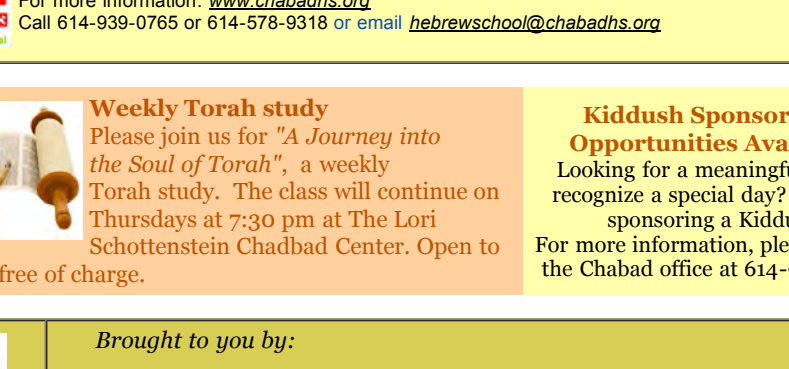 For more information: www.chabadhs.org
Call 614-939-0765 or 614-578-9318 or email hebrewschool@chabadhs.org
Weekly Torah study
Please join us for "A Journey into
the Soul of Torah", a weekly
Torah study. The class will continue on
Thursdays at 7:30 pm at The Lori
Schottenstein Chadbad Center. Open to
free of charge.
Kiddush Sponsor
Opportunities Ava
Looking for a meaningfu
recognize a special day?
sponsoring a Kiddu
For more information, ple
the Chabad office at 614-
Brought to you by: